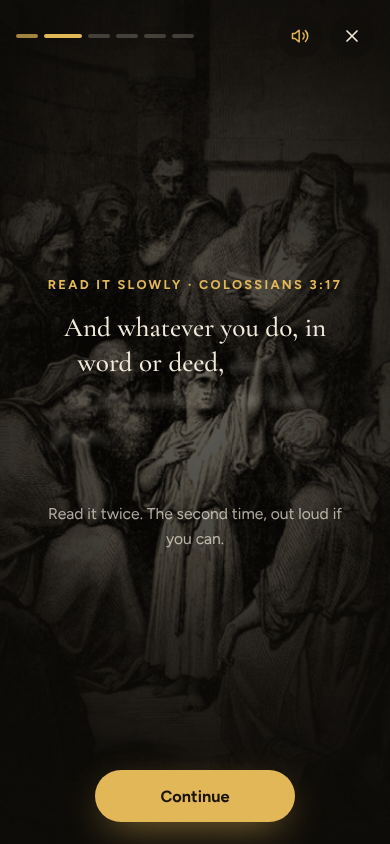 READ IT SLOWLY · COLOSSIANS 3:17
And whatever you do, in
word or deed,
Read it twice. The second time, out loud if
you can.
Continue